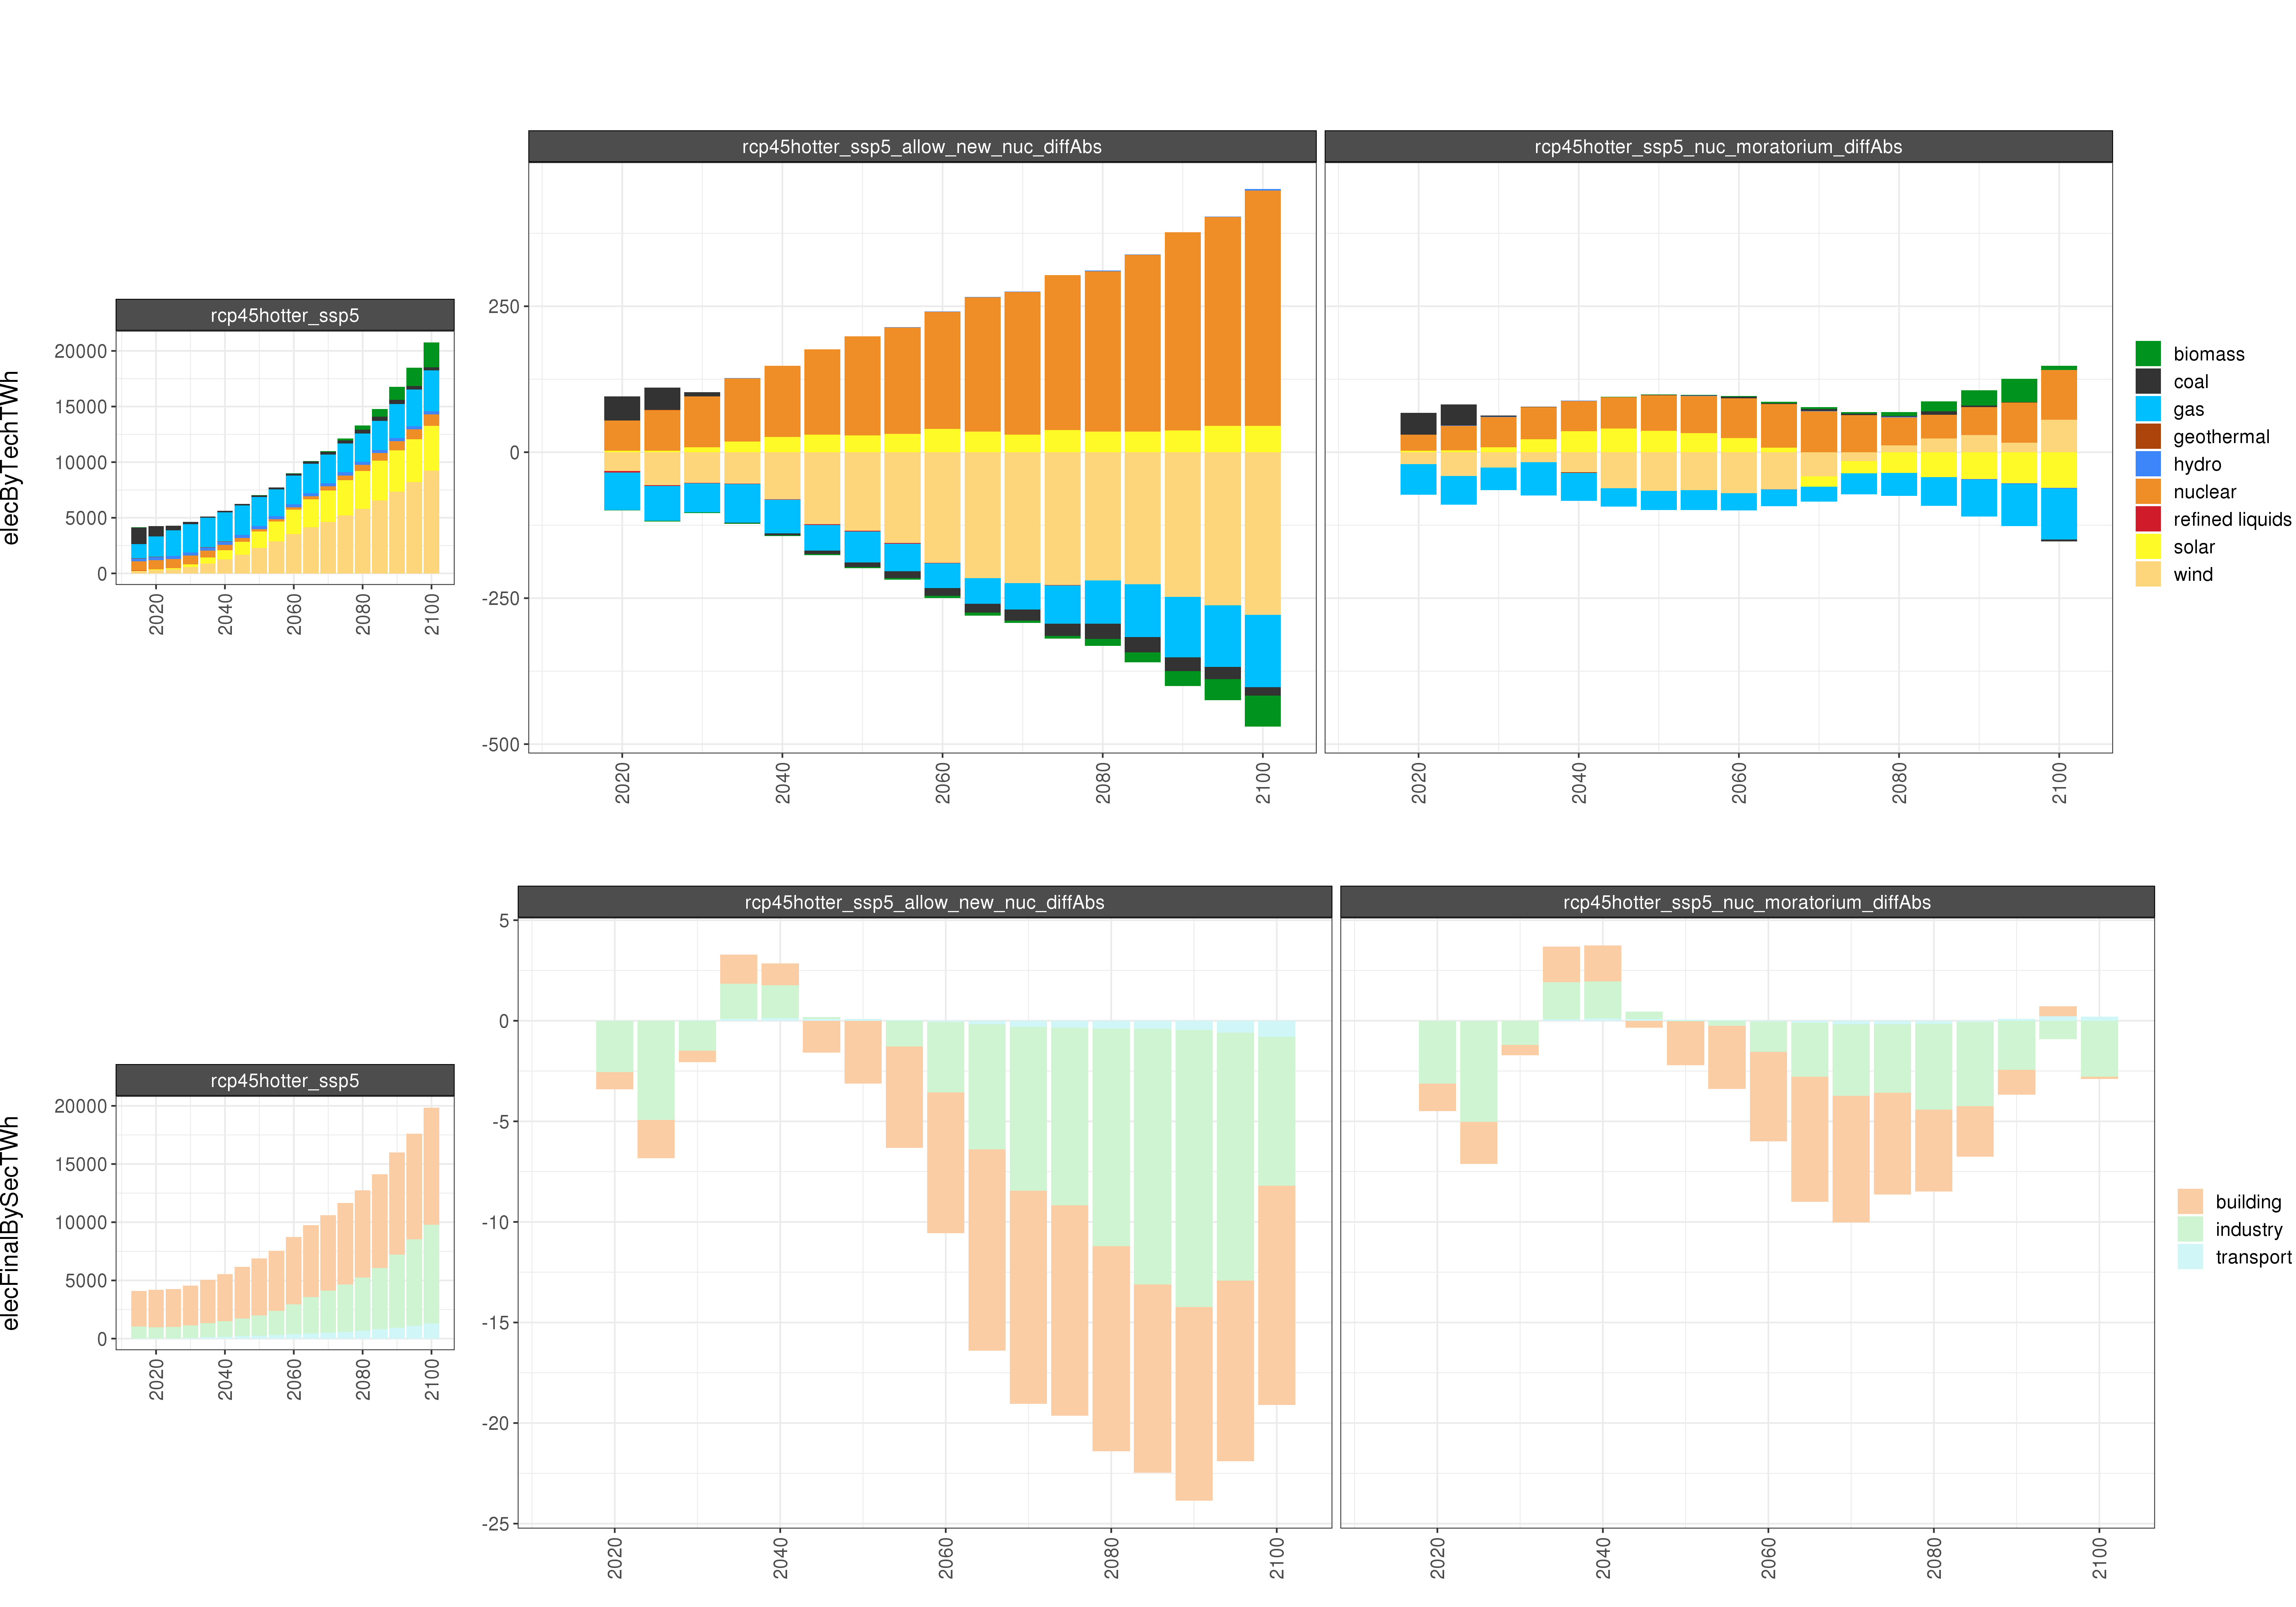 rcp45hotter_ssp5_allow_new_nuc_diffAbs
rcp45hotter_ssp5_nuc_moratorium_diffAbs
rcp45hotter_ssp5
elecByTechTWh
20000
15000
10000
5000
0
2020
2040
2060
2080
2100
250
0
-250
-500
2020
2040
2060
2080
2100
2020
2040
2060
2080
2100
biomass
coal
gas
geothermal
hydro
nuclear
refined liquids
solar
wind
rcp45hotter_ssp5_allow_new_nuc_diffAbs
rcp45hotter_ssp5_nuc_moratorium_diffAbs
rcp45hotter_ssp5
elecFinalBySecTWh
20000
15000
10000
5000
0
2020
2040
2060
2080
2100
5
0
-5
-10
-15
-20
-25
2020
2040
2060
2080
2100
2020
2040
2060
2080
2100
building
industry
transport